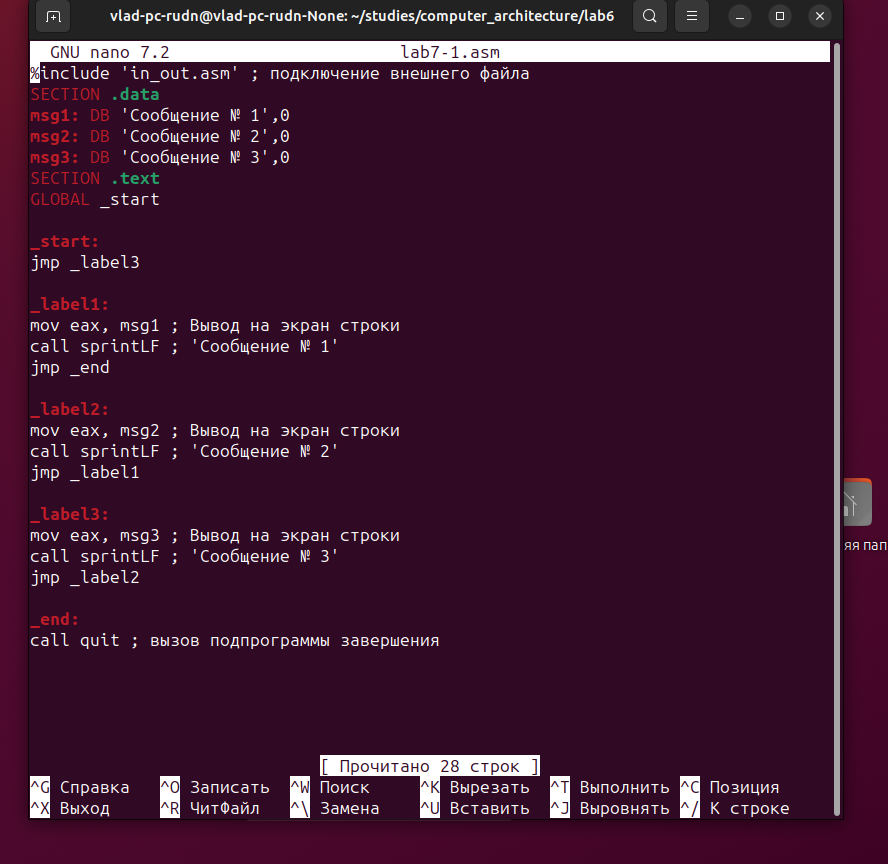 vlad-pc-rudn@vlad-pc-rudn-None: ~/studies/computer_architecture/lab6
GNU nano 7.2 lab7-1.asm
%include 'in_out.asm' ; подключение внешнего файла
SECTION .data
msg1: DB 'Сообщение № 1',0
msg2: DB 'Сообщение № 2',0
msg3: DB 'Сообщение № 3',0
SECTION .text
GLOBAL _start
_start:
jmp _label3
_label1:
mov eax, msg1 ; Вывод на экран строки
call sprintLF ; 'Сообщение № 1'
jmp _end
_label2:
mov eax, msg2 ; Вывод на экран строки
call sprintLF ; 'Сообщение № 2'
jmp _label1
_label3:
mov eax, msg3 ; Вывод на экран строки
call sprintLF ; 'Сообщение № 3'
jmp _label2
_end:
call quit ; вызов подпрограммы завершения
[ Прочитано 28 строк ]
^G Справка ^O Записать ^W Поиск ^K Вырезать ^T Выполнить ^C Позиция
^X Выход ^R ЧитФайл ^\ Замена ^U Вставить ^J Выровнять ^/ К строке
яя пап